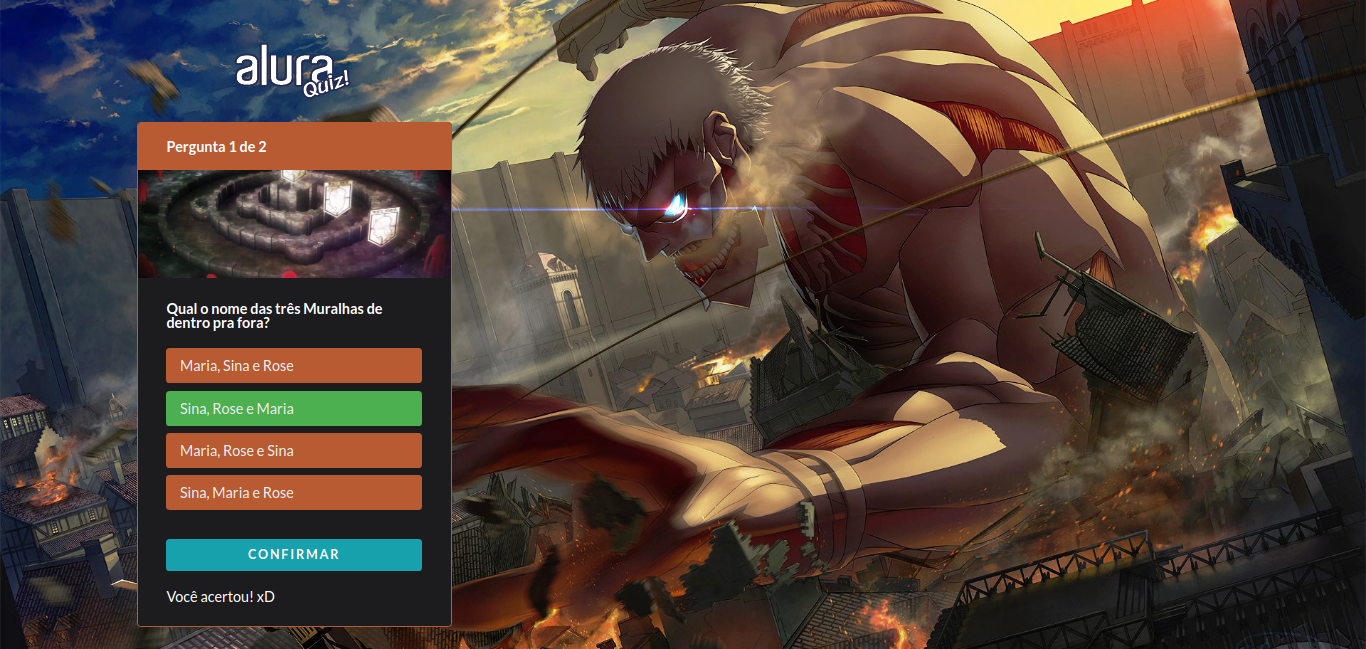 alura
Quiz!
Pergunta 1 de 2
Qual o nome das três Muralhas de
dentro pra fora?
Maria, Sina e Rose
Sina, Rose e Maria
Maria, Rose e Sina
Sina, Maria e Rose
CONFIRMAR
Você acertou! xD